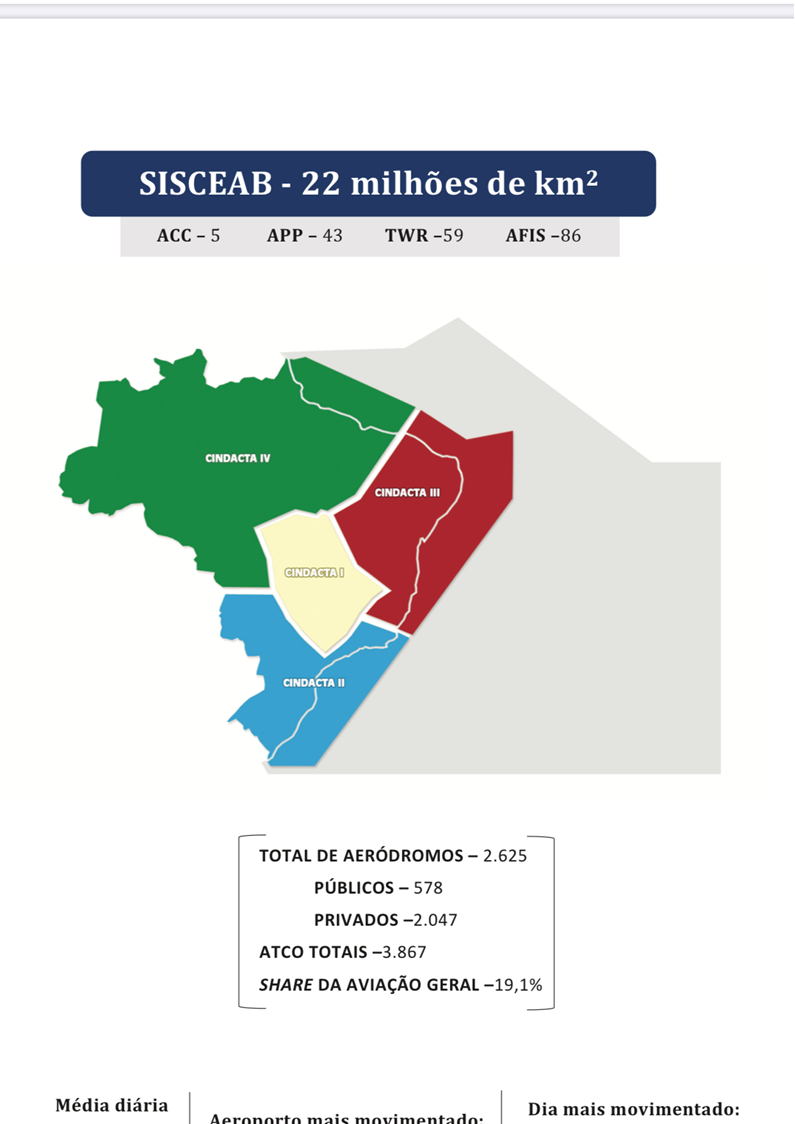 SISCEAB - 22 milhões de km²
ACC – 5 APP – 43 TWR –59 AFIS –86
CINDACTA IV
CINDACTA III
CINDACTA I
CINDACTA II
TOTAL DE AERÓDROMOS – 2.625
PÚBLICOS – 578
PRIVADOS –2.047
ATCO TOTAIS –3.867
SHARE DA AVIAÇÃO GERAL –19,1%
Média diária
Aeroporto mais movimentado:
Dia mais movimentado: